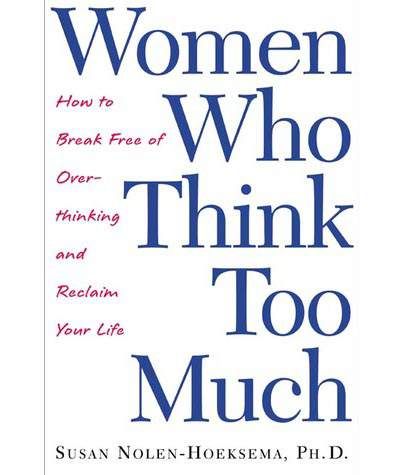 Women
Who
Think
Too
Much
How to
Break Free of
Over-
thinking
and
Reclaim
Your Life
SUSAN NOLEN-HOEKSEMA, PH.D.